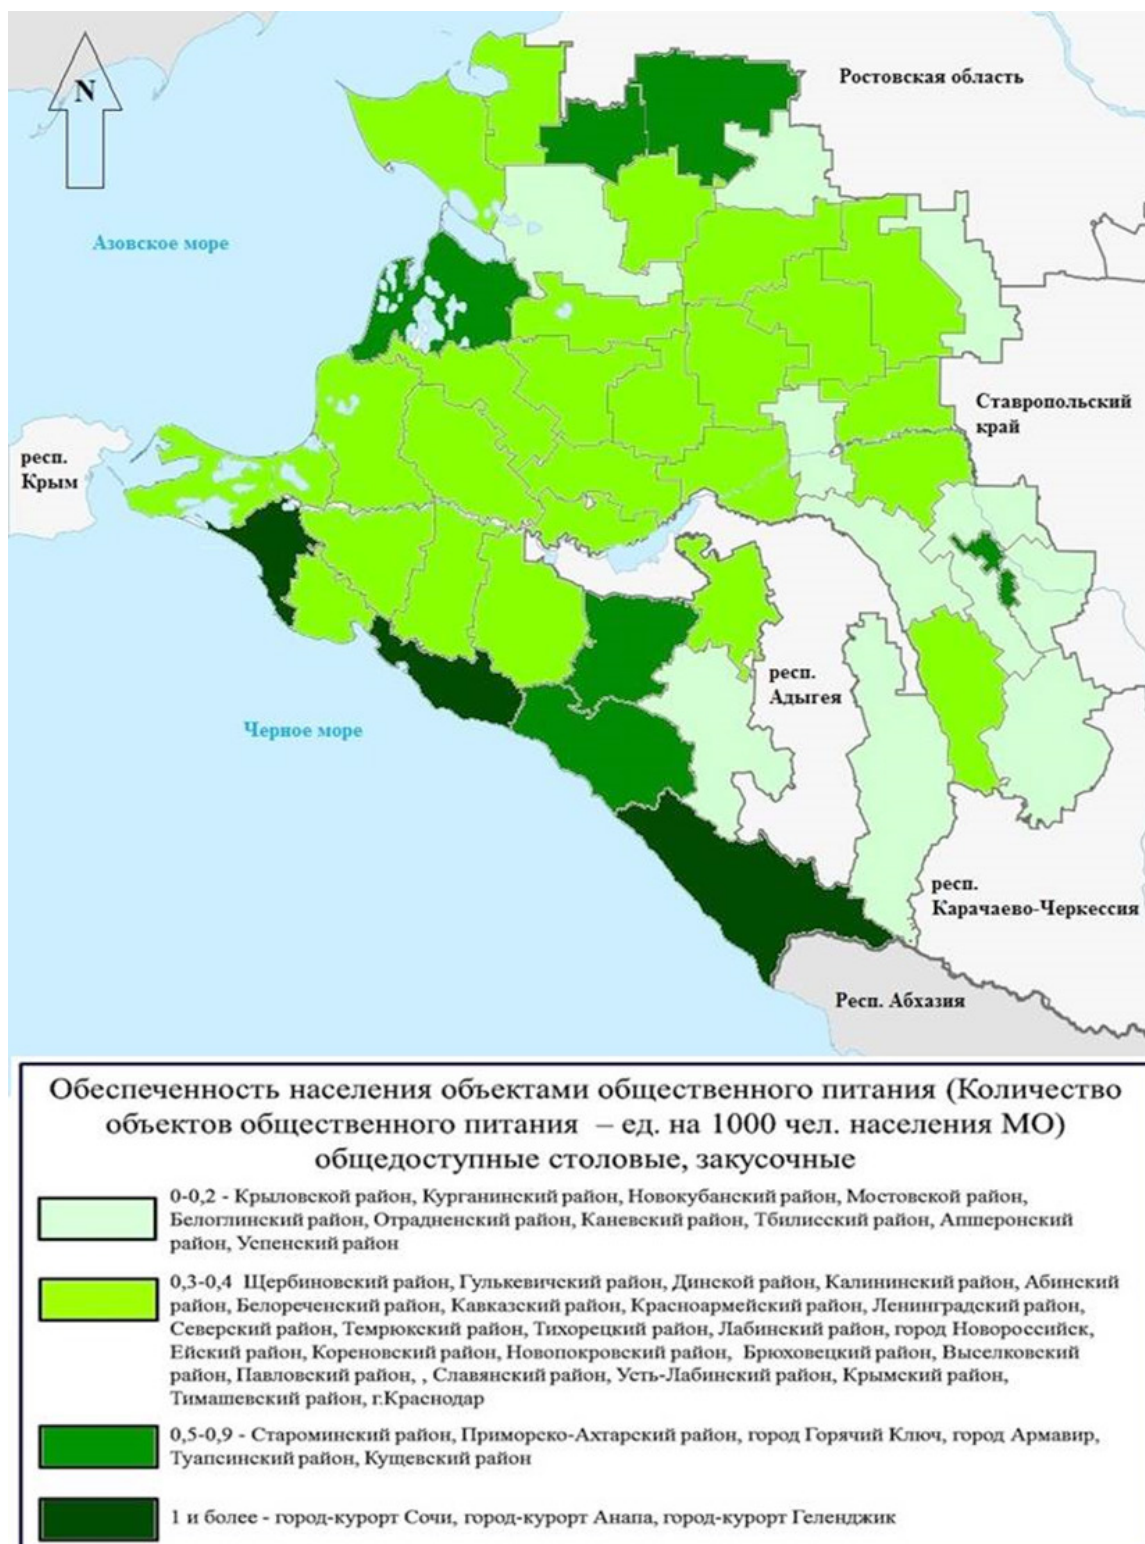 N
Ростовская область
Азовское море
Ставропольский
край
респ.
Крым
респ.
Адыгея
Черное море
респ.
Карачаево-Черкессия
Респ. Абхазия
Обеспеченность населения объектами общественного питания (Количество
объектов общественного питания – ед. на 1000 чел. населения МО)
общедоступные столовые, закусочные
0-0,2 - Крыловской район, Курганинский район, Новокубанский район, Мостовской район,
Белоглинский район, Отрадненский район, Каневский район, Тбилисский район, Апшеронский
район, Успенский район
0,3-0,4 Щербиновский район, Гулькевичский район, Динской район, Калининский район, Абинский
район, Белореченский район, Кавказский район, Красноармейский район, Ленинградский район,
Северский район, Темрюкский район, Тихорецкий район, Лабинский район, город Новороссийск,
Ейский район, Кореновский район, Новопокровский район, Брюховецкий район, Выселковский
район, Павловский район, , Славянский район, Усть-Лабинский район, Крымский район,
Тимашевский район, г.Краснодар
0,5-0,9 - Староминский район, Приморско-Ахтарский район, город Горячий Ключ, город Армавир,
Туапсинский район, Кущевский район
1 и более - город-курорт Сочи, город-курорт Анапа, город-курорт Геленджик